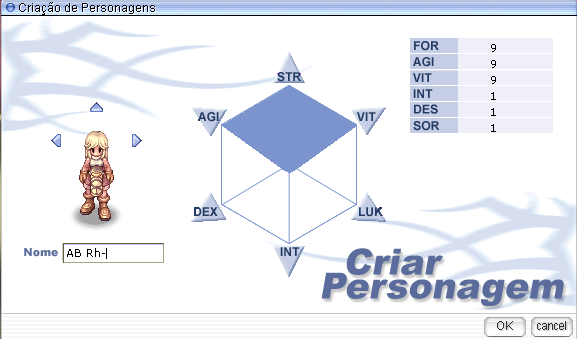 Criação de Personagens
STR
AGI
VIT
DEX
LUK
INT
FOR 9
AGI 9
VIT 9
INT 1
DES 1
SOR 1
Nome AB Rh-
Criar
Personagem
OK cancel